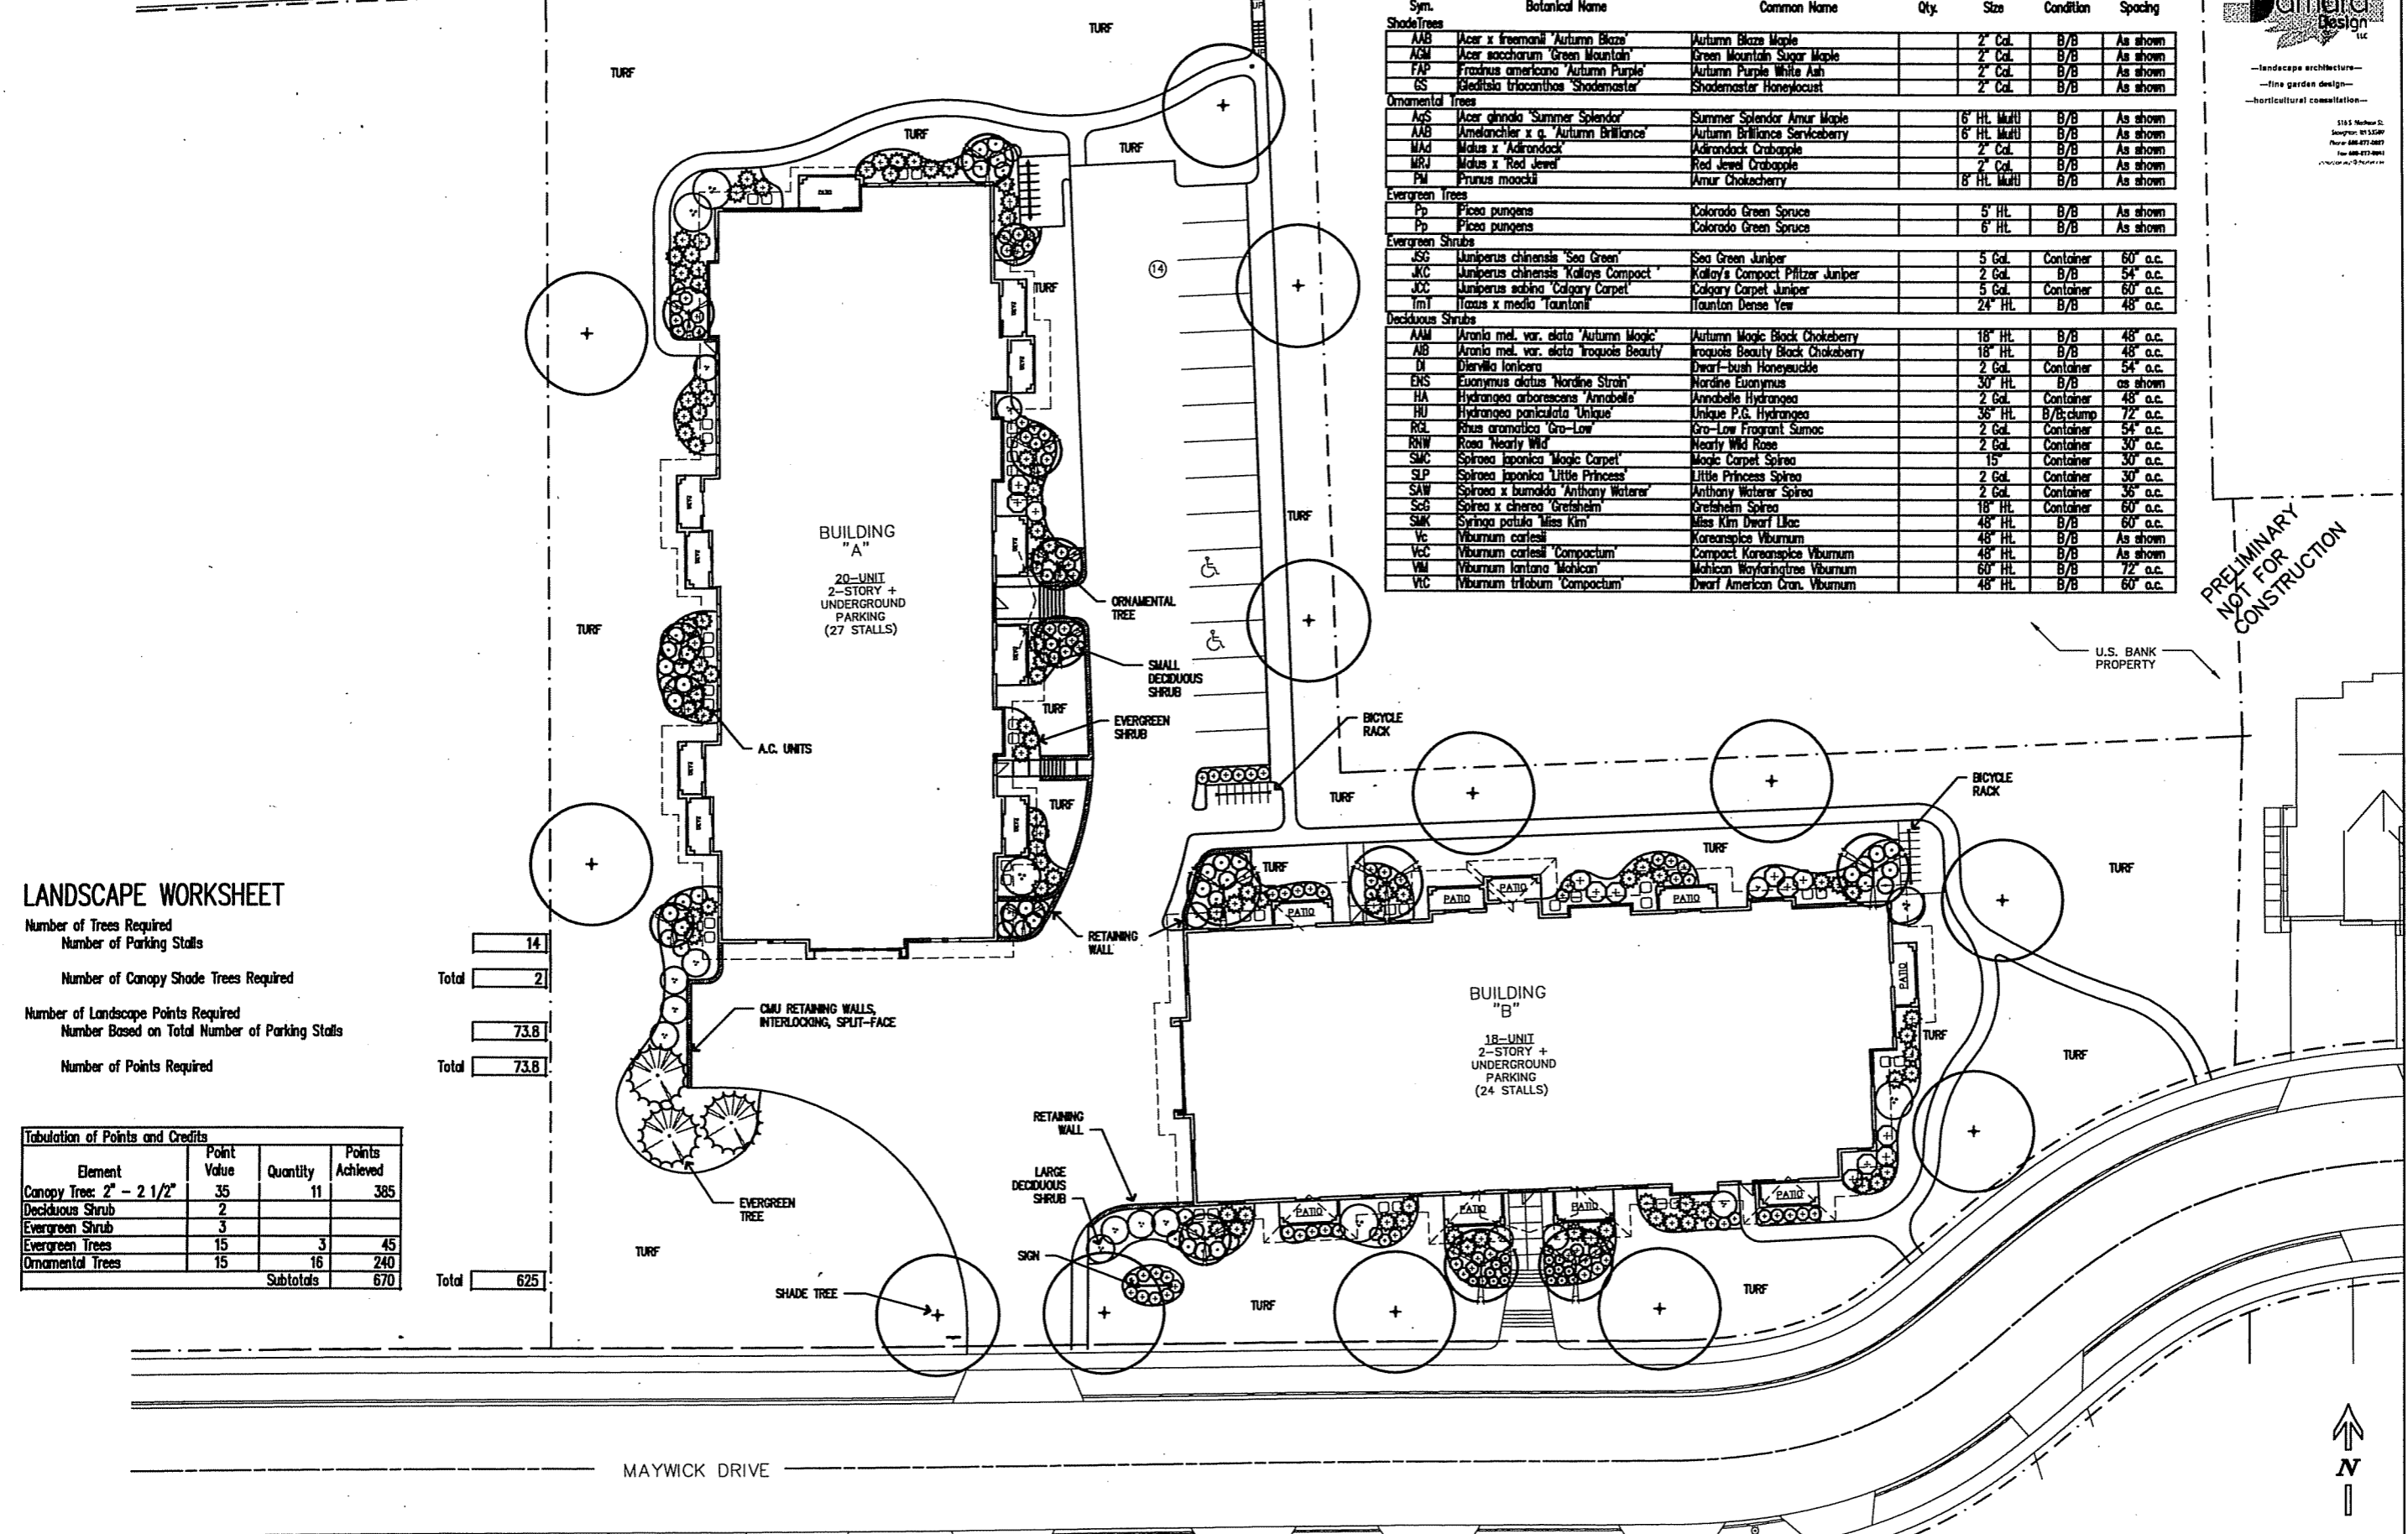 Sym. Botanical Name Common Name Qty. Size Condition Spacing
ShadeTrees
AAB Acer x freemanii 'Autumn Blaze' Autumn Blaze Maple 2" Cal. B/B As shown
AGM Acer saccharum 'Green Mountain' Green Mountain Sugar Maple 2" Cal. B/B As shown
FAP Fraxinus americana 'Autumn Purple' Autumn Purple White Ash 2" Cal. B/B As shown
GS Gleditsia triacanthos 'Shademaster' Shademaster Honeylocust 2" Cal. B/B As shown
Ornamental Trees
AgS Acer ginnala 'Summer Splendor' Summer Splendor Amur Maple 6' Ht. Multi B/B As shown
AAB Amelanchier x g. 'Autumn Brilliance' Autumn Brilliance Serviceberry 6' Ht. Multi B/B As shown
MAd Malus x 'Adirondack' Adirondack Crabapple 2" Cal. B/B As shown
MRJ Malus x 'Red Jewel' Red Jewel Crabapple 2" Cal. B/B As shown
PM Prunus maackii Amur Chokecherry 8' Ht. Multi B/B As shown
Evergreen Trees
Pp Picea pungens Colorado Green Spruce 5' Ht. B/B As shown
Pp Picea pungens Colorado Green Spruce 6' Ht. B/B As shown
Evergreen Shrubs
JSG Juniperus chinensis 'Sea Green' Sea Green Juniper 5 Gal. Container 60" o.c.
JKC Juniperus chinensis 'Kallays Compact ' Kallay's Compact Pfitzer Juniper 2 Gal. B/B 54" o.c.
JCC Juniperus sabina 'Calgary Carpet' Calgary Carpet Juniper 5 Gal. Container 60" o.c.
TmT Taxus x media 'Tauntonii' Taunton Dense Yew 24" Ht. B/B 48" o.c.
Deciduous Shrubs
AAM Aronia mel. var. elata 'Autumn Magic' Autumn Magic Black Chokeberry 18" Ht. B/B 48" o.c.
AIB Aronia mel. var. elata 'Iroquois Beauty' Iroquois Beauty Black Chokeberry 18" Ht. B/B 48" o.c.
Dl Diervilla lonicera Dwarf-bush Honeysuckle 2 Gal. Container 54" o.c.
ENS Euonymus alatus 'Nordine Strain' Nordine Euonymus 30" Ht. B/B as shown
HA Hydrangea arborescens 'Annabelle' Annabelle Hydrangea 2 Gal. Container 48" o.c.
HU Hydrangea paniculata 'Unique' Unique P.G. Hydrangea 36" Ht. B/B;clump 72" o.c.
RGL Rhus aromatica 'Gro-Low' Gro-Low Fragrant Sumac 2 Gal. Container 54" o.c.
RNW Rosa 'Nearly Wild' Nearly Wild Rose 2 Gal. Container 30" o.c.
SMC Spiraea japonica 'Magic Carpet' Magic Carpet Spirea 15" Container 30" o.c.
SLP Spiraea japonica 'Little Princess' Little Princess Spirea 2 Gal. Container 30" o.c.
SAW Spiraea x bumalda 'Anthony Waterer' Anthony Waterer Spirea 2 Gal. Container 36" o.c.
ScG Spirea x cinerea 'Grefsheim' Grefsheim Spirea 18" Ht. Container 60" o.c.
SMK Syringa patula 'Miss Kim' Miss Kim Dwarf Lilac 48" Ht. B/B 60" o.c.
Vc Viburnum carlesii Koreanspice Viburnum 48" Ht. B/B As shown
VcC Viburnum carlesii 'Compactum' Compact Koreanspice Viburnum 48" Ht. B/B As shown
VlM Viburnum lantana 'Mohican' Mohican Wayfaringtree Viburnum 60" Ht. B/B 72" o.c.
VtC Viburnum trilobum 'Compactum' Dwarf American Cran. Viburnum 48" Ht. B/B 60" o.c.
Design
LLC
—landscape architecture—
—fine garden design—
—horticultural consultation—
PRELIMINARY
NOT FOR
CONSTRUCTION
U.S. BANK
PROPERTY
UP
TURF
TURF
TURF
TURF
TURF
14
TURF
TURF
BUILDING
"A"
20-UNIT
2-STORY +
UNDERGROUND
PARKING
(27 STALLS)
ORNAMENTAL
TREE
SMALL
DECIDUOUS
SHRUB
TURF
EVERGREEN
SHRUB
A.C. UNITS
BICYCLE
RACK
TURF
TURF
BICYCLE
RACK
TURF
TURF
TURF
PATIO
PATIO
PATIO
PATIO
RETAINING
WALL
PATIO
CMU RETAINING WALLS,
INTERLOCKING, SPLIT-FACE
BUILDING
"B"
18-UNIT
2-STORY +
UNDERGROUND
PARKING
(24 STALLS)
TURF
TURF
RETAINING
WALL
LARGE
DECIDUOUS
SHRUB
EVERGREEN
TREE
PATIO
PATIO
PATIO
PATIO
TURF
SIGN
SHADE TREE
TURF
TURF
MAYWICK DRIVE
N
LANDSCAPE WORKSHEET
Number of Trees Required
Number of Parking Stalls 14
Number of Canopy Shade Trees Required Total 2
Number of Landscape Points Required
Number Based on Total Number of Parking Stalls 73.8
Number of Points Required Total 73.8
Tabulation of Points and Credits
Element Point Value Quantity Points Achieved
Canopy Tree: 2" - 2 1/2" 35 11 385
Deciduous Shrub 2
Evergreen Shrub 3
Evergreen Trees 15 3 45
Ornamental Trees 15 16 240
Subtotals 670 Total 625